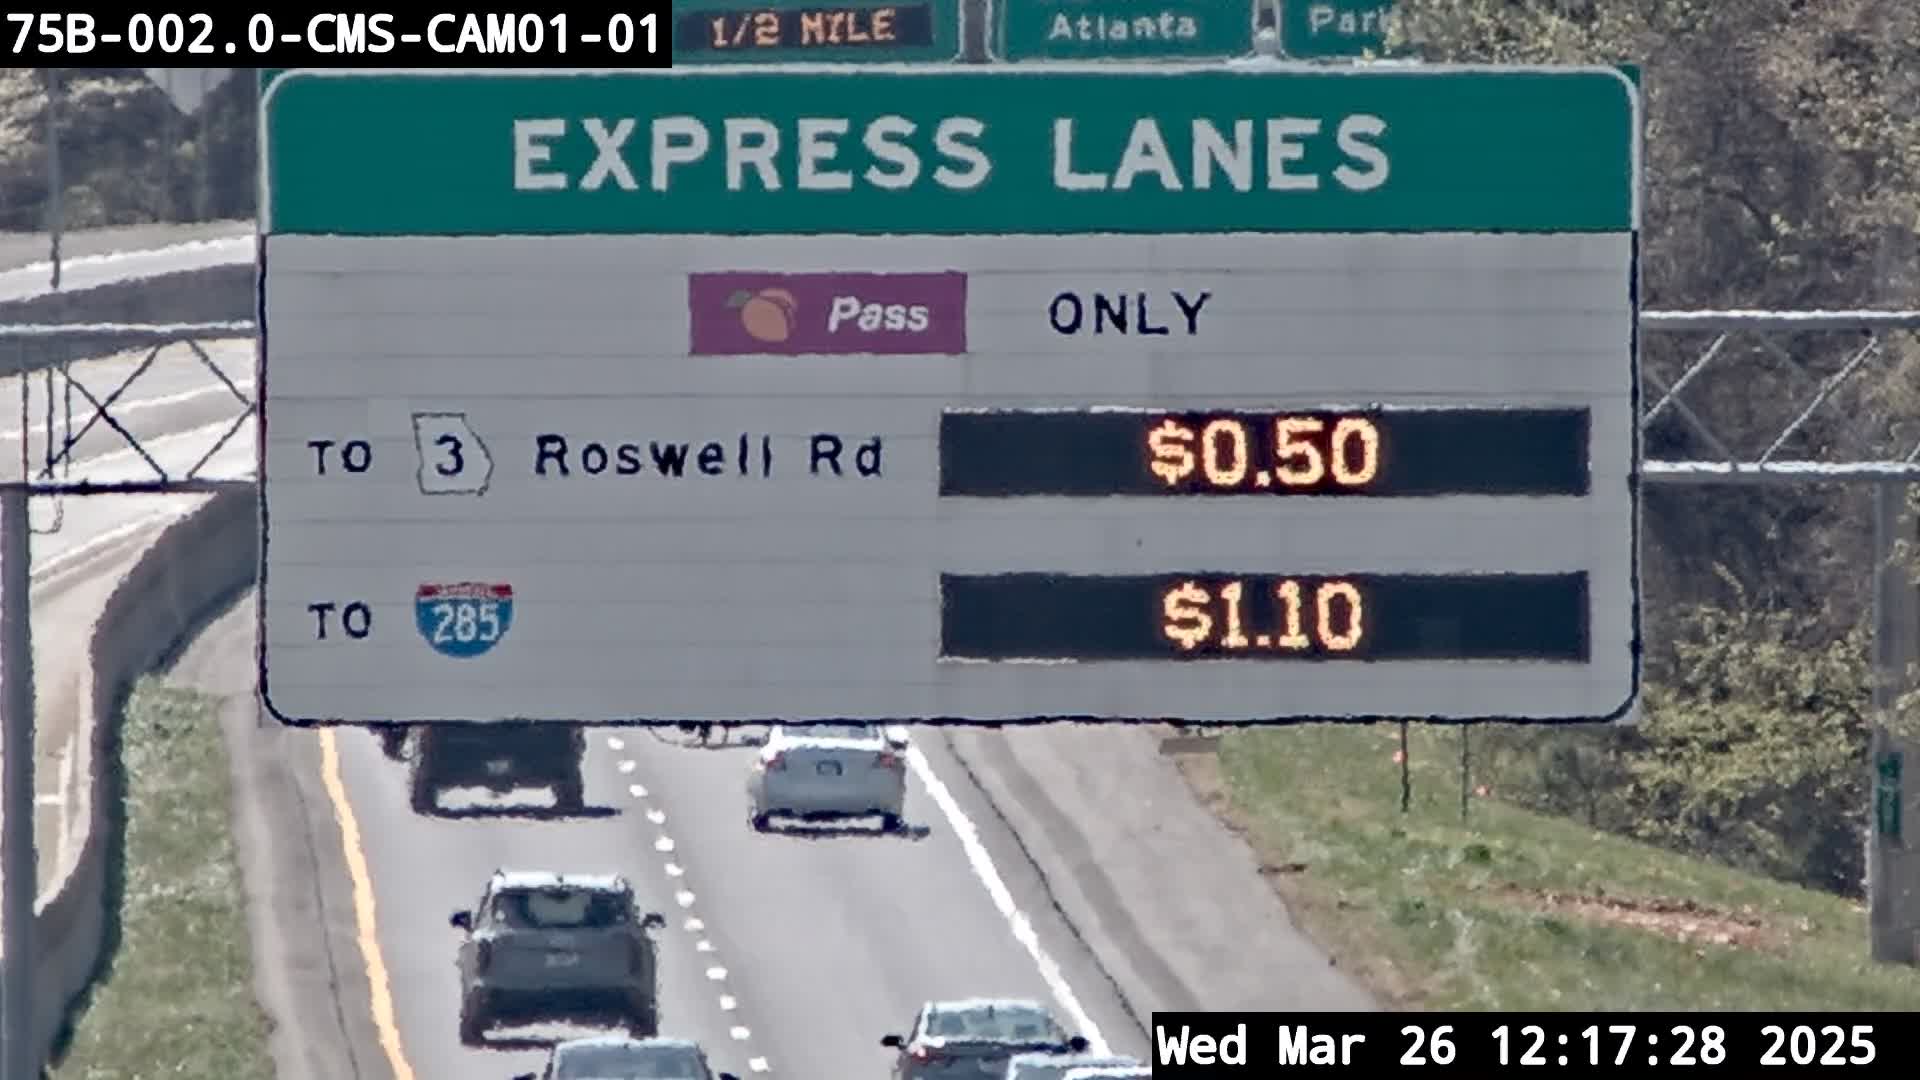 75B-002.0-CMS-CAM01-01
1/2 MILE
Atlanta
EXPRESS LANES
Pass ONLY
TO 3 Roswell Rd $0.50
TO 285 $1.10
Wed Mar 26 12:17:28 2025